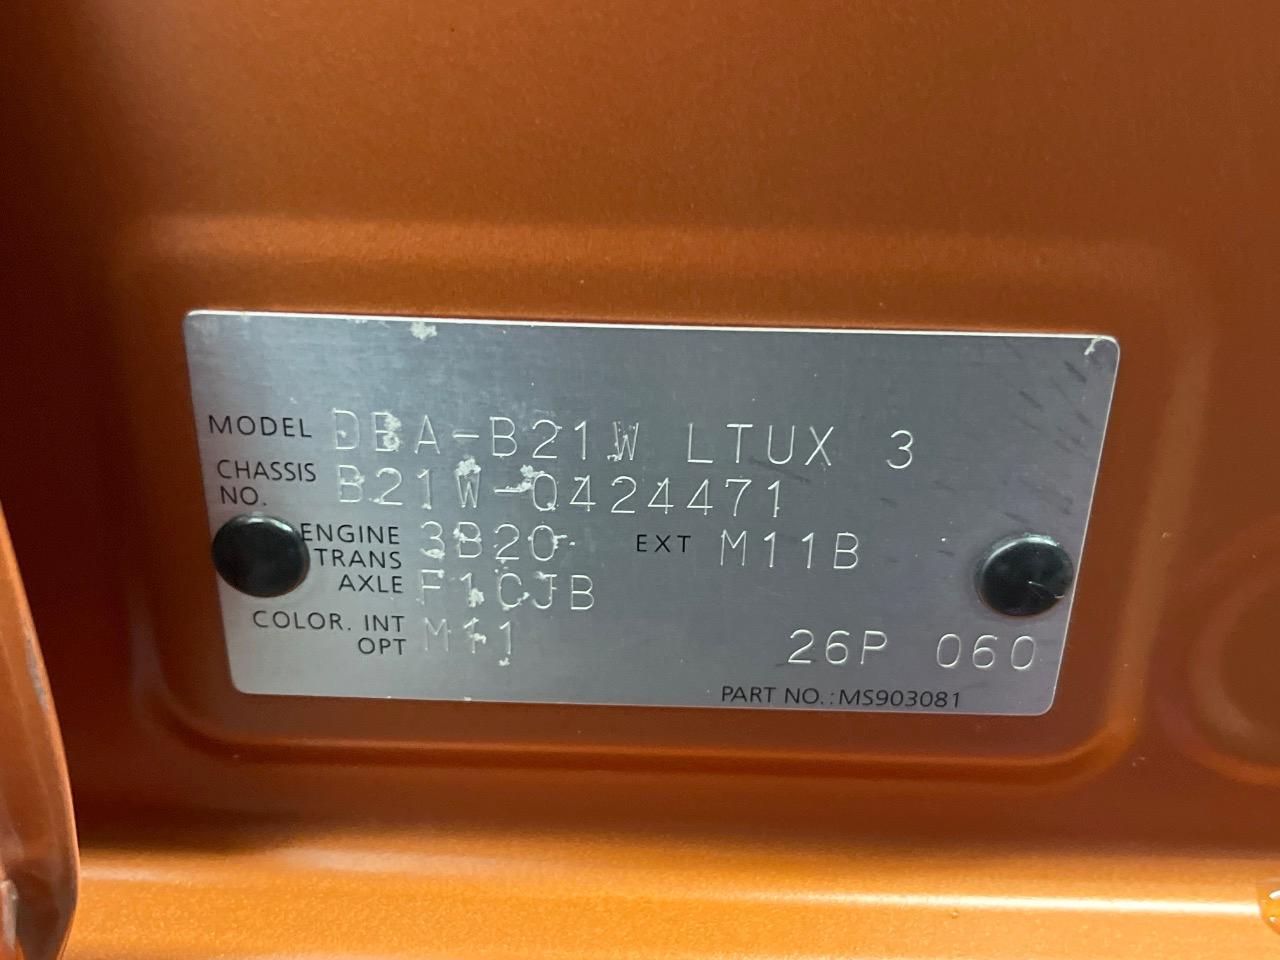 MODEL DBA-B21W LTUX 3
CHASSIS NO. B21W-0424471
ENGINE 3B20 EXT M11B
TRANS AXLE F1CJB
COLOR. INT OPT M11 26P 060
PART NO.:MS903081